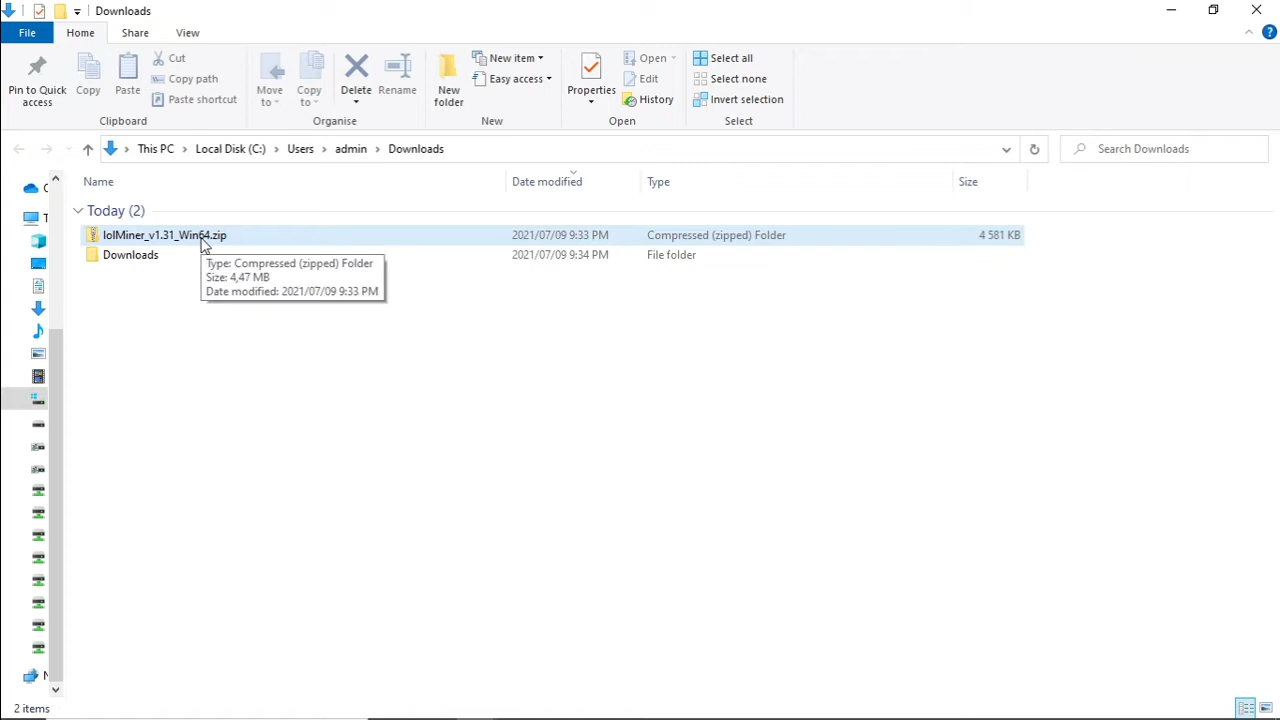 Downloads
File
Home
Share
View
Pin to Quick access
Copy
Paste
Cut
Copy path
Paste shortcut
Clipboard
Move to
Copy to
Delete
Rename
Organise
New folder
New item
Easy access
New
Properties
Open
Edit
History
Open
Select all
Select none
Invert selection
Select
This PC
Local Disk (C:)
Users
admin
Downloads
Search Downloads
Name
Date modified
Type
Size
Today (2)
lolMiner_v1.31_Win64.zip 2021/07/09 9:33 PM Compressed (zipped) Folder 4 581 KB
Downloads 2021/07/09 9:34 PM File folder
Type: Compressed (zipped) Folder
Size: 4,47 MB
Date modified: 2021/07/09 9:33 PM
2 items